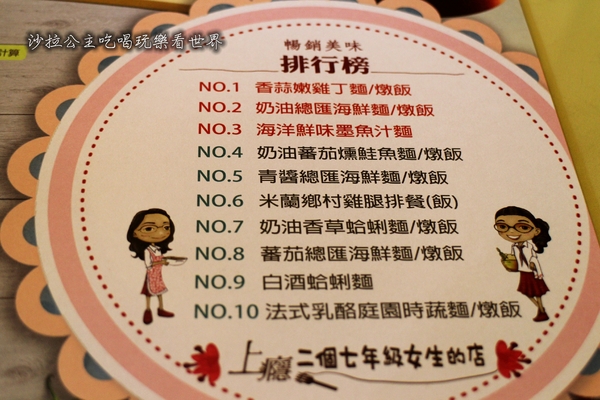 沙拉公主吃喝玩樂看世界
計算
暢銷美味
排行榜
NO.1 香蒜嫩雞丁麵/燉飯
NO.2 奶油總匯海鮮麵/燉飯
NO.3 海洋鮮味墨魚汁麵
NO.4 奶油蕃茄燻鮭魚麵/燉飯
NO.5 青醬總匯海鮮麵/燉飯
NO.6 米蘭鄉村雞腿排餐(飯)
NO.7 奶油香草蛤蜊麵/燉飯
NO.8 蕃茄總匯海鮮麵/燉飯
NO.9 白酒蛤蜊麵
NO.10 法式乳酪庭園時蔬麵/燉飯
上癮 二個七年級女生的店